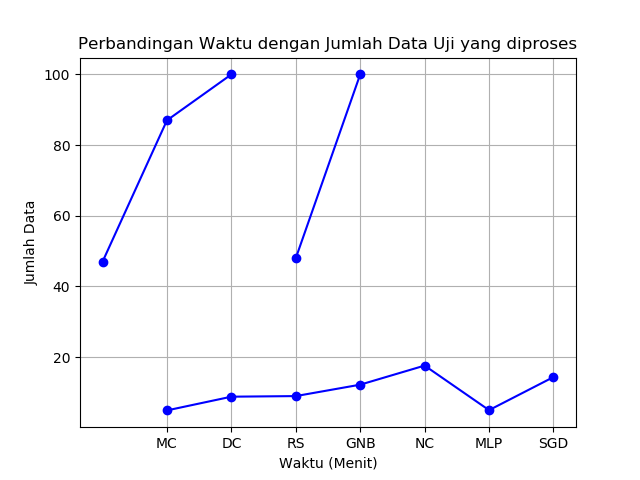 Perbandingan Waktu dengan Jumlah Data Uji yang diproses
100
80
60
40
20
Jumlah Data
MC DC RS GNB NC MLP SGD
Waktu (Menit)